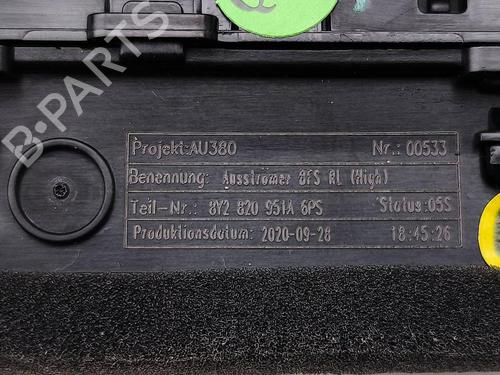 B-PARTS
Projekt:AU380 Nr.: 00533
Benennung: Ausströmer BFS RL (High)
Teil-Nr.: 8Y2 820 951A 6PS Status:05S
Produktionsdatum: 2020-09-28 18:45:26